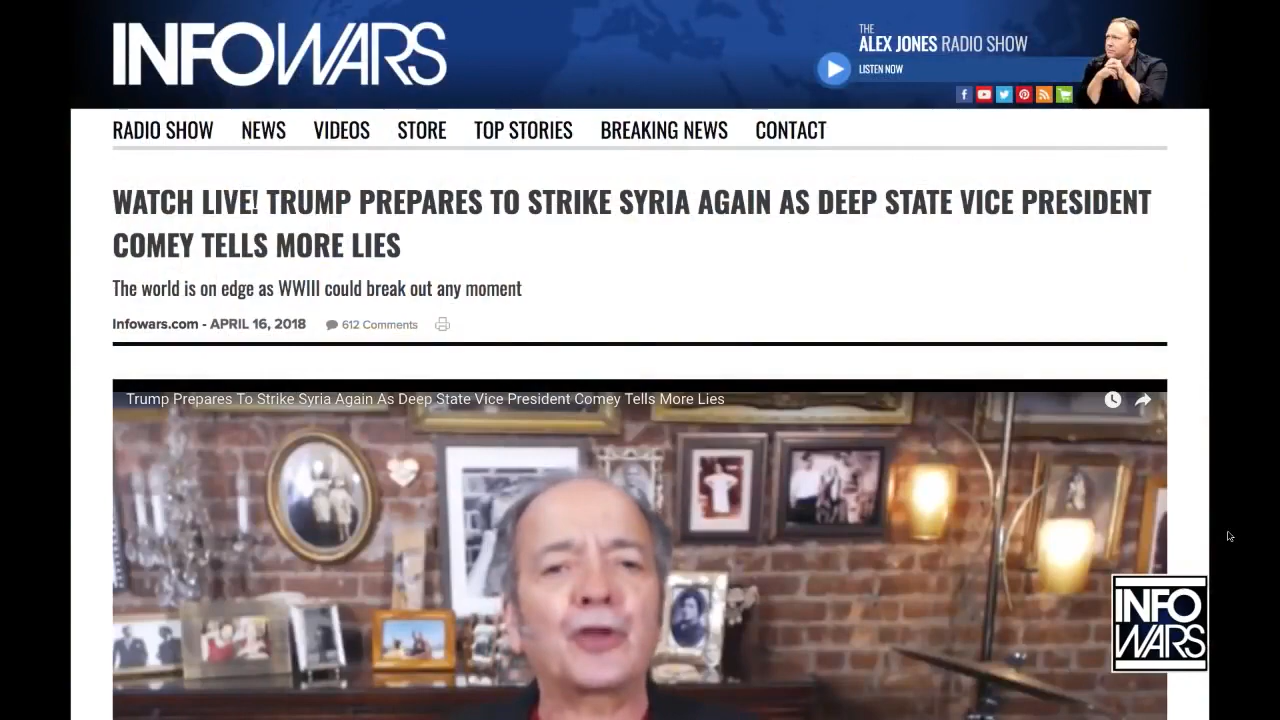 INFOWARS
THE
ALEX JONES RADIO SHOW
LISTEN NOW
RADIO SHOW NEWS VIDEOS STORE TOP STORIES BREAKING NEWS CONTACT
WATCH LIVE! TRUMP PREPARES TO STRIKE SYRIA AGAIN AS DEEP STATE VICE PRESIDENT
COMEY TELLS MORE LIES
The world is on edge as WWIII could break out any moment
Infowars.com - APRIL 16, 2018 612 Comments
Trump Prepares To Strike Syria Again As Deep State Vice President Comey Tells More Lies
INFO
WARS